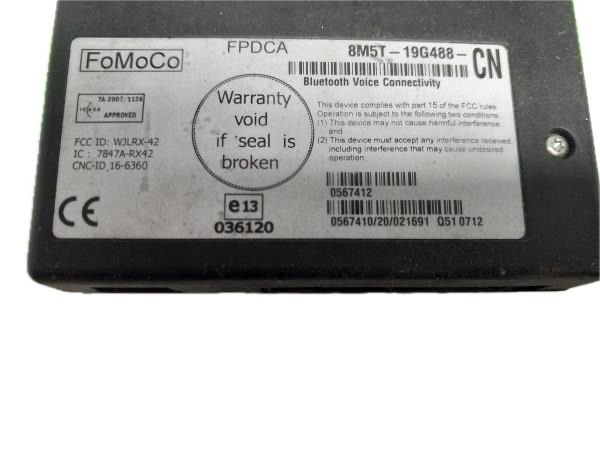 FoMoCo
FPDCA
8M5T-19G488-CN
Bluetooth Voice Connectivity
TA-2007/1136
ICASA
APPROVED
Warranty
void
if seal is
broken
This device complies with part 15 of the FCC rules
Operation is subject to the following two conditions.
(1) This device may not cause harmful interference.
and
(2) This device must accept any interference received.
including interference that may cause undesired
operation.
FCC ID: WJLRX-42
IC : 7847A-RX42
CNC-ID 16-6360
CE
e13
036120
0567412
0567410/20/021691 Q51 0712